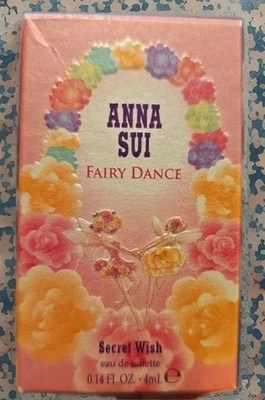 ANNA
SUI
FAIRY DANCE
Secret Wish
eau de toilette
0.14 FL.OZ. · 4mL ℮